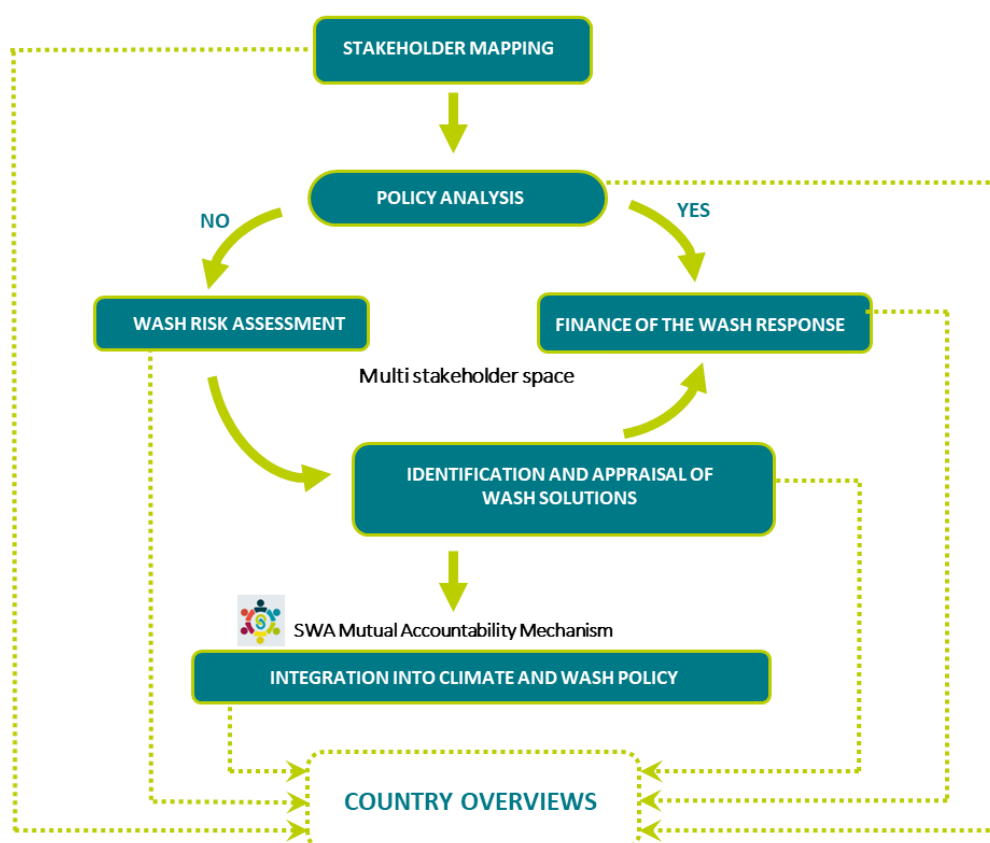 STAKEHOLDER MAPPING
POLICY ANALYSIS
NO
YES
WASH RISK ASSESSMENT
FINANCE OF THE WASH RESPONSE
Multi stakeholder space
IDENTIFICATION AND APPRAISAL OF
WASH SOLUTIONS
SWA Mutual Accountability Mechanism
INTEGRATION INTO CLIMATE AND WASH POLICY
COUNTRY OVERVIEWS